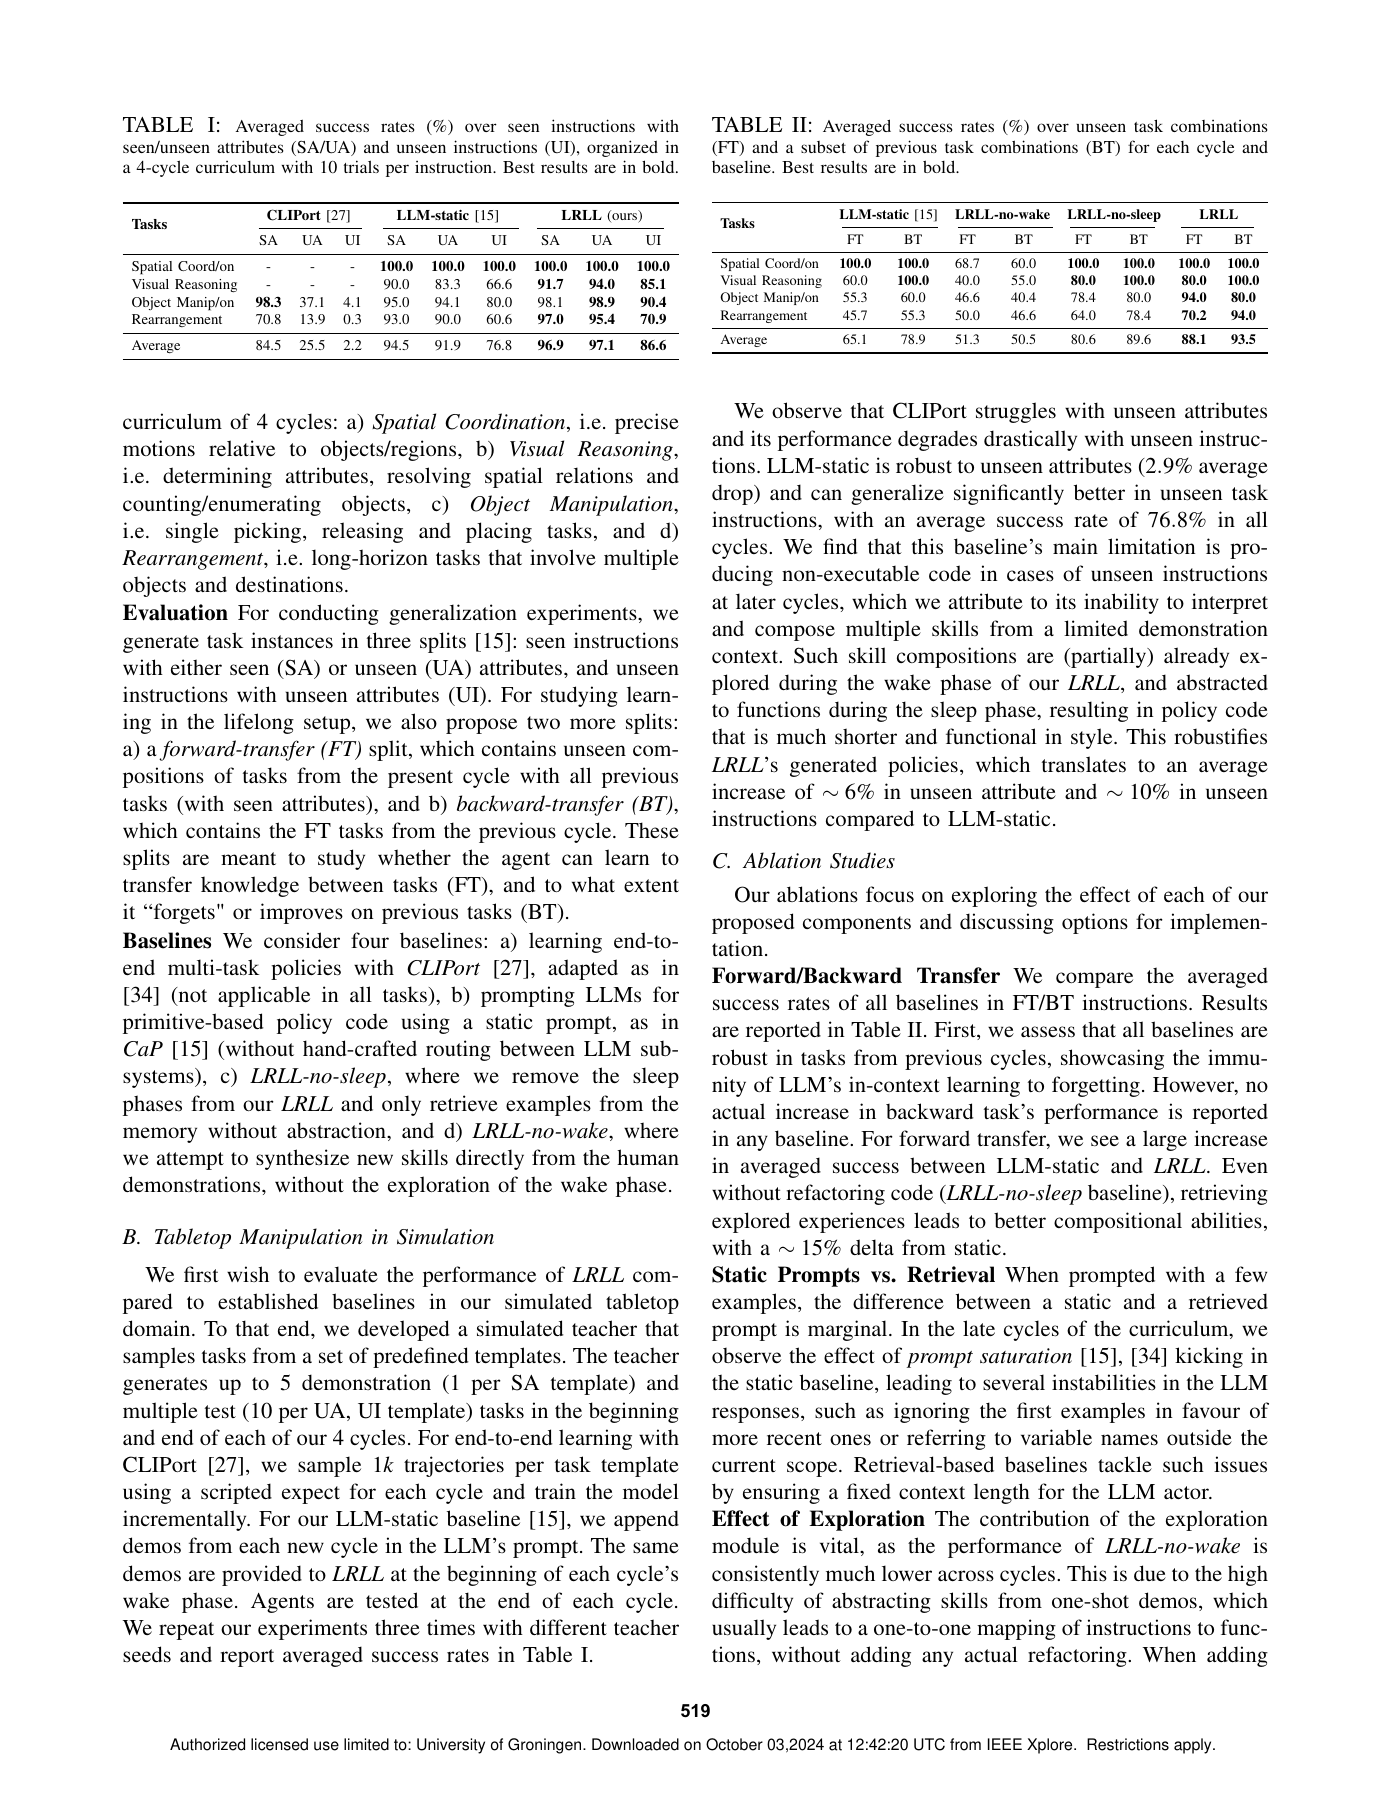 TABLE I: Averaged success rates (%) over seen instructions with
seen/unseen attributes (SA/UA) and unseen instructions (UI), organized in
a 4-cycle curriculum with 10 trials per instruction. Best results are in bold.
Tasks CLIPort [27] LLM-static [15] LRLL (ours)
SA UA UI SA UA UI SA UA UI
Spatial Coord/on - - - 100.0 100.0 100.0 100.0 100.0 100.0
Visual Reasoning - - - 90.0 83.3 66.6 91.7 94.0 85.1
Object Manip/on 98.3 37.1 4.1 95.0 94.1 80.0 98.1 98.9 90.4
Rearrangement 70.8 13.9 0.3 93.0 90.0 60.6 97.0 95.4 70.9
Average 84.5 25.5 2.2 94.5 91.9 76.8 96.9 97.1 86.6
curriculum of 4 cycles: a) Spatial Coordination, i.e. precise
motions relative to objects/regions, b) Visual Reasoning,
i.e. determining attributes, resolving spatial relations and
counting/enumerating objects, c) Object Manipulation,
i.e. single picking, releasing and placing tasks, and d)
Rearrangement, i.e. long-horizon tasks that involve multiple
objects and destinations.
Evaluation For conducting generalization experiments, we
generate task instances in three splits [15]: seen instructions
with either seen (SA) or unseen (UA) attributes, and unseen
instructions with unseen attributes (UI). For studying learn-
ing in the lifelong setup, we also propose two more splits:
a) a forward-transfer (FT) split, which contains unseen com-
positions of tasks from the present cycle with all previous
tasks (with seen attributes), and b) backward-transfer (BT),
which contains the FT tasks from the previous cycle. These
splits are meant to study whether the agent can learn to
transfer knowledge between tasks (FT), and to what extent
it “forgets" or improves on previous tasks (BT).
Baselines We consider four baselines: a) learning end-to-
end multi-task policies with CLIPort [27], adapted as in
[34] (not applicable in all tasks), b) prompting LLMs for
primitive-based policy code using a static prompt, as in
CaP [15] (without hand-crafted routing between LLM sub-
systems), c) LRLL-no-sleep, where we remove the sleep
phases from our LRLL and only retrieve examples from the
memory without abstraction, and d) LRLL-no-wake, where
we attempt to synthesize new skills directly from the human
demonstrations, without the exploration of the wake phase.
B. Tabletop Manipulation in Simulation
We first wish to evaluate the performance of LRLL com-
pared to established baselines in our simulated tabletop
domain. To that end, we developed a simulated teacher that
samples tasks from a set of predefined templates. The teacher
generates up to 5 demonstration (1 per SA template) and
multiple test (10 per UA, UI template) tasks in the beginning
and end of each of our 4 cycles. For end-to-end learning with
CLIPort [27], we sample 1k trajectories per task template
using a scripted expect for each cycle and train the model
incrementally. For our LLM-static baseline [15], we append
demos from each new cycle in the LLM's prompt. The same
demos are provided to LRLL at the beginning of each cycle's
wake phase. Agents are tested at the end of each cycle.
We repeat our experiments three times with different teacher
seeds and report averaged success rates in Table I.
TABLE II: Averaged success rates (%) over unseen task combinations
(FT) and a subset of previous task combinations (BT) for each cycle and
baseline. Best results are in bold.
Tasks LLM-static [15] LRLL-no-wake LRLL-no-sleep LRLL
FT BT FT BT FT BT FT BT
Spatial Coord/on 100.0 100.0 68.7 60.0 100.0 100.0 100.0 100.0
Visual Reasoning 60.0 100.0 40.0 55.0 80.0 100.0 80.0 100.0
Object Manip/on 55.3 60.0 46.6 40.4 78.4 80.0 94.0 80.0
Rearrangement 45.7 55.3 50.0 46.6 64.0 78.4 70.2 94.0
Average 65.1 78.9 51.3 50.5 80.6 89.6 88.1 93.5
We observe that CLIPort struggles with unseen attributes
and its performance degrades drastically with unseen instruc-
tions. LLM-static is robust to unseen attributes (2.9% average
drop) and can generalize significantly better in unseen task
instructions, with an average success rate of 76.8% in all
cycles. We find that this baseline's main limitation is pro-
ducing non-executable code in cases of unseen instructions
at later cycles, which we attribute to its inability to interpret
and compose multiple skills from a limited demonstration
context. Such skill compositions are (partially) already ex-
plored during the wake phase of our LRLL, and abstracted
to functions during the sleep phase, resulting in policy code
that is much shorter and functional in style. This robustifies
LRLL's generated policies, which translates to an average
increase of ∼ 6% in unseen attribute and ∼ 10% in unseen
instructions compared to LLM-static.
C. Ablation Studies
Our ablations focus on exploring the effect of each of our
proposed components and discussing options for implemen-
tation.
Forward/Backward Transfer We compare the averaged
success rates of all baselines in FT/BT instructions. Results
are reported in Table II. First, we assess that all baselines are
robust in tasks from previous cycles, showcasing the immu-
nity of LLM's in-context learning to forgetting. However, no
actual increase in backward task's performance is reported
in any baseline. For forward transfer, we see a large increase
in averaged success between LLM-static and LRLL. Even
without refactoring code (LRLL-no-sleep baseline), retrieving
explored experiences leads to better compositional abilities,
with a ∼ 15% delta from static.
Static Prompts vs. Retrieval When prompted with a few
examples, the difference between a static and a retrieved
prompt is marginal. In the late cycles of the curriculum, we
observe the effect of prompt saturation [15], [34] kicking in
the static baseline, leading to several instabilities in the LLM
responses, such as ignoring the first examples in favour of
more recent ones or referring to variable names outside the
current scope. Retrieval-based baselines tackle such issues
by ensuring a fixed context length for the LLM actor.
Effect of Exploration The contribution of the exploration
module is vital, as the performance of LRLL-no-wake is
consistently much lower across cycles. This is due to the high
difficulty of abstracting skills from one-shot demos, which
usually leads to a one-to-one mapping of instructions to func-
tions, without adding any actual refactoring. When adding
519
Authorized licensed use limited to: University of Groningen. Downloaded on October 03,2024 at 12:42:20 UTC from IEEE Xplore. Restrictions apply.